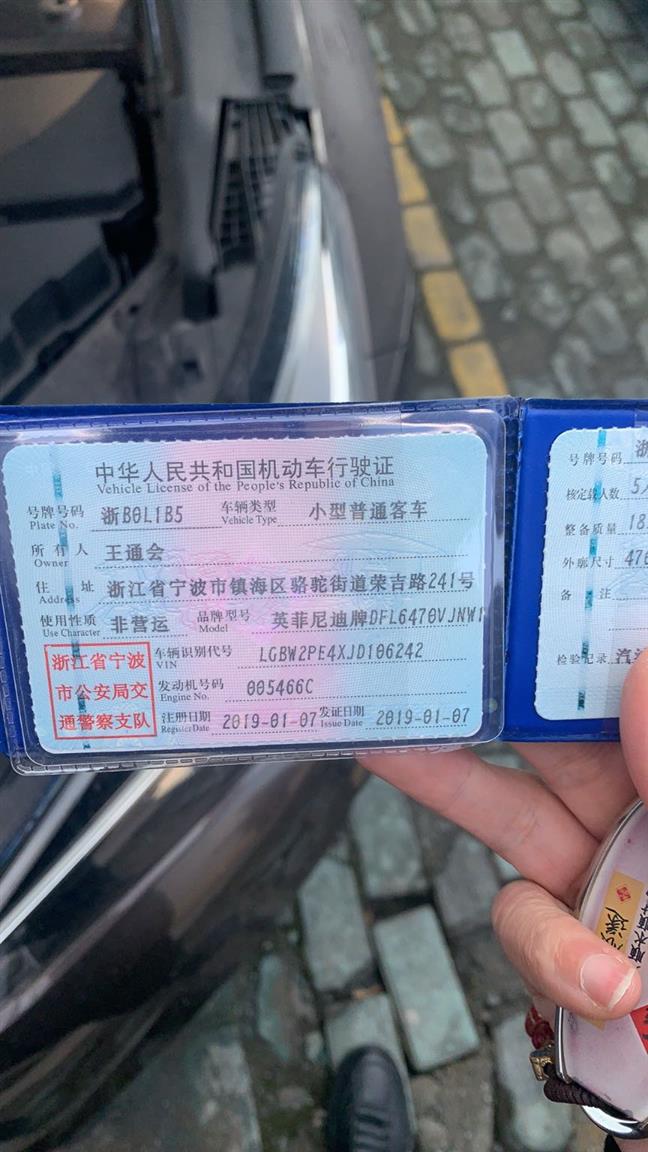 中华人民共和国机动车行驶证
Vehicle License of the People's Republic of China
号牌号码 浙B0L1B5 车辆类型 小型普通客车
Plate No. Vehicle Type
所有人 王通会
Owner
住址 浙江省宁波市镇海区骆驼街道荣吉路241号
Address
使用性质 非营运 品牌型号 英菲尼迪牌DFL6470VJNW1
Use Character Model
浙江省宁波
市公安局交
通警察支队
车辆识别代号 LGBW2PE4XJD106242
VIN
发动机号码 005466C
Engine No.
注册日期 2019-01-07 发证日期 2019-01-07
Register Date Issue Date
号牌号码 浙
核定载人数 5人
整备质量 18
外廓尺寸 476
备注
检验记录 汽